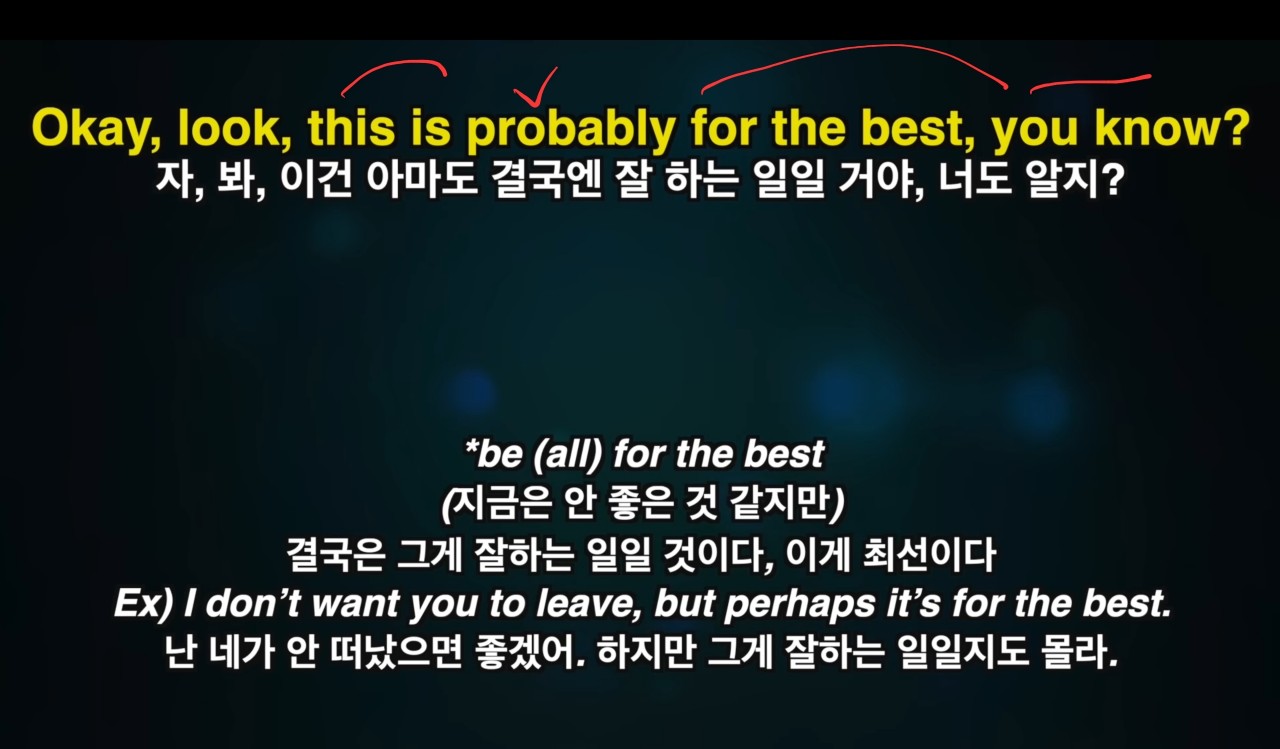 Okay, look, this is probably for the best, you know?
자, 봐, 이건 아마도 결국엔 잘 하는 일일 거야, 너도 알지?
*be (all) for the best
(지금은 안 좋은 것 같지만)
결국은 그게 잘하는 일일 것이다, 이게 최선이다
Ex) I don’t want you to leave, but perhaps it’s for the best.
난 네가 안 떠났으면 좋겠어. 하지만 그게 잘하는 일일지도 몰라.